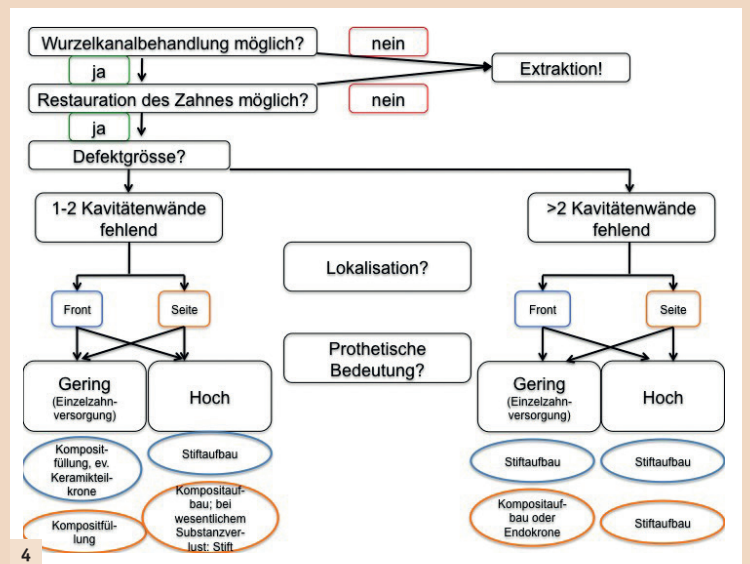 Wurzelkanalbehandlung möglich?
nein
ja
Extraktion!
Restauration des Zahnes möglich?
nein
ja
Defektgrösse?
1-2 Kavitätenwände
fehlend
>2 Kavitätenwände
fehlend
Lokalisation?
Front
Seite
Front
Seite
Prothetische
Bedeutung?
Gering
(Einzelzahn-
versorgung)
Hoch
Gering
(Einzelzahn-
versorgung)
Hoch
Komposit-
füllung, ev.
Keramikteil-
krone
Stiftaufbau
Stiftaufbau
Stiftaufbau
Kompositfül-
lung
Kompositauf-
bau; bei
wesentlichem
Substanzver-
lust: Stift
Kompositauf-
bau oder
Endokrone
Stiftaufbau
4